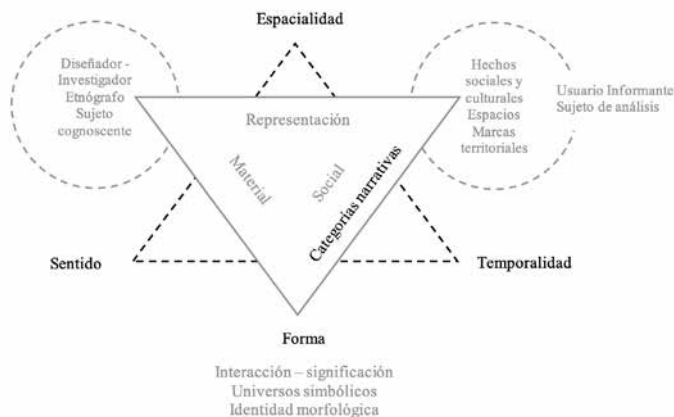 Espacialidad
Diseñador -
Investigador
Etnógrafo
Sujeto
cognoscente
Hechos
sociales y
culturales
Espacios
Marcas
territoriales
Usuario Informante
Sujeto de análisis
Representación
Material
Social
Categorías narrativas
Sentido
Temporalidad
Forma
Interacción – significación
Universos simbólicos
Identidad morfológica